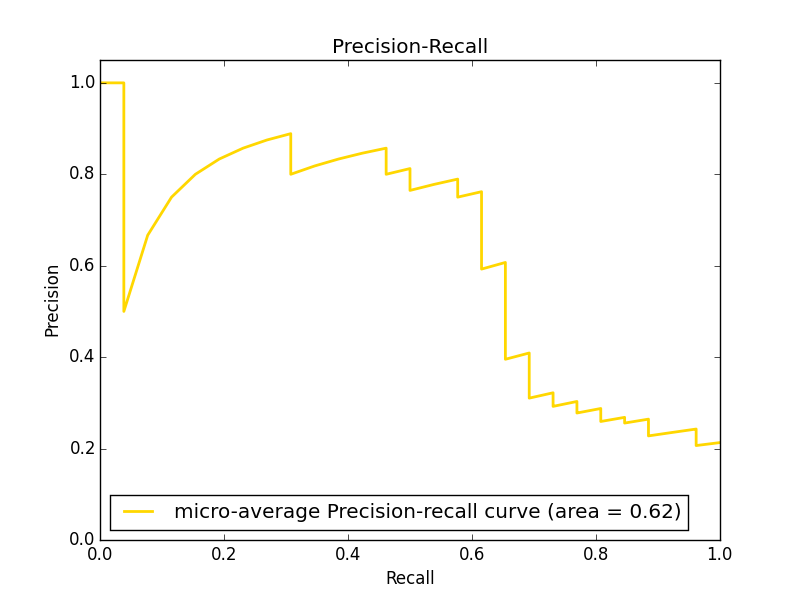 Precision-Recall
1.0
0.8
0.6
0.4
0.2
0.0
Precision
micro-average Precision-recall curve (area = 0.62)
0.0 0.2 0.4 0.6 0.8 1.0
Recall